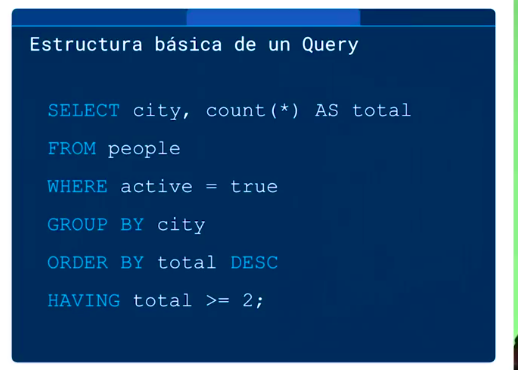 Estructura básica de un Query
SELECT city, count(*) AS total
FROM people
WHERE active = true
GROUP BY city
ORDER BY total DESC
HAVING total >= 2;